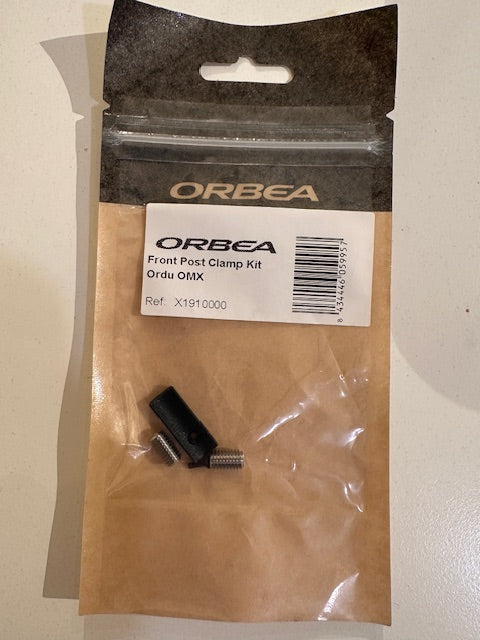 ORBEA
ORBEA
Front Post Clamp Kit
Ordu OMX
Ref: X1910000
8 434446 059957